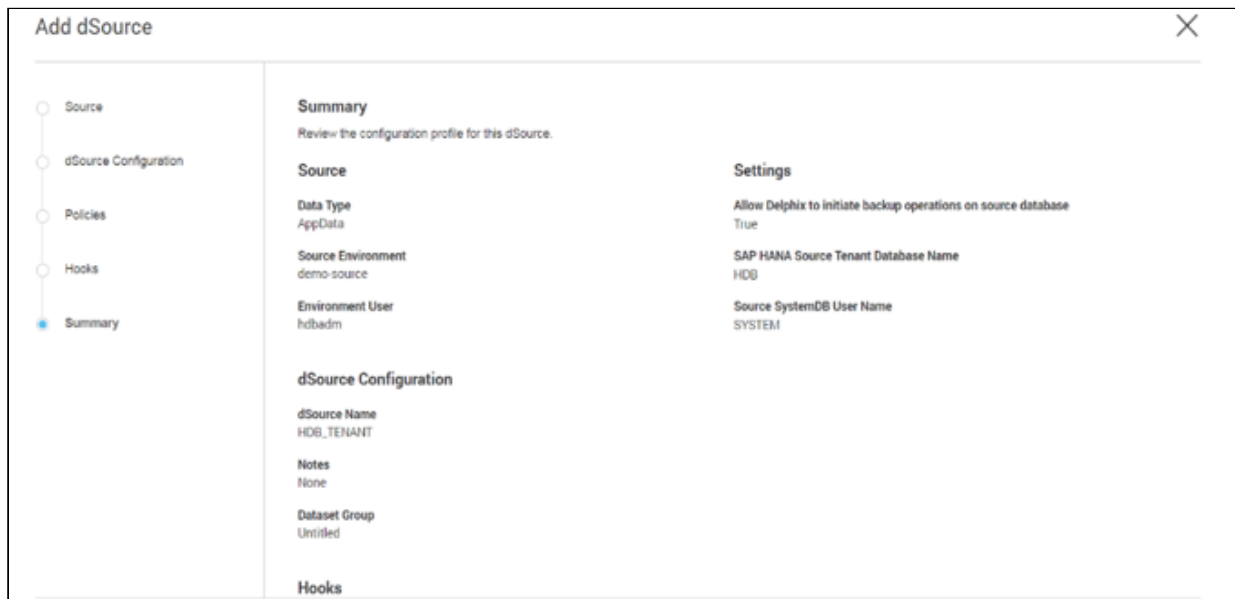 Add dSource
Source
dSource Configuration
Policies
Hooks
Summary
Summary
Review the configuration profile for this dSource.
Source
Data Type
AppData
Source Environment
demo-source
Environment User
hdbadm
Settings
Allow Delphix to initiate backup operations on source database
True
SAP HANA Source Tenant Database Name
HDB
Source SystemDB User Name
SYSTEM
dSource Configuration
dSource Name
HDB_TENANT
Notes
None
Dataset Group
Untitled
Hooks